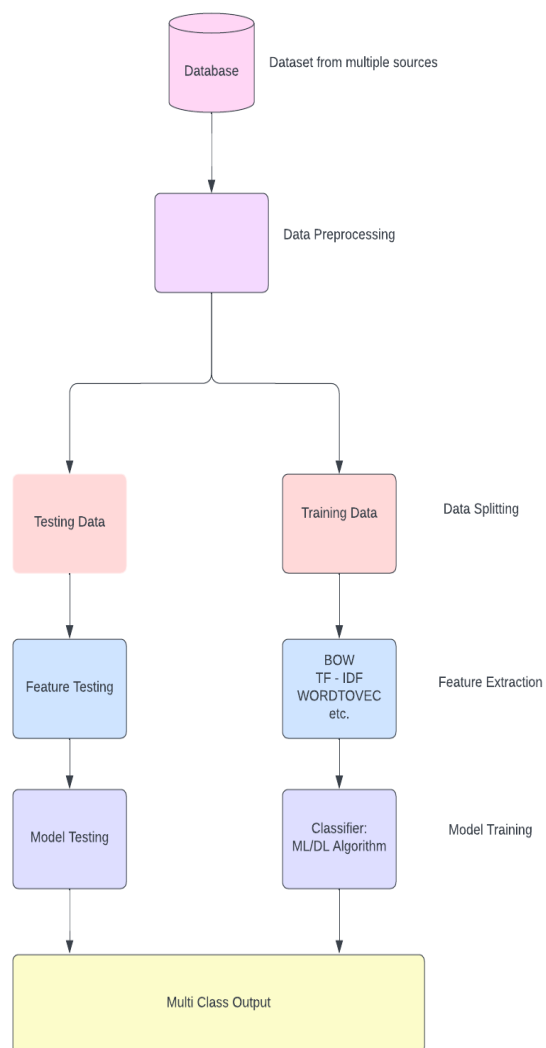 Database
Dataset from multiple sources
Data Preprocessing
Testing Data
Training Data
Data Splitting
Feature Testing
BOW
TF - IDF
WORDTOVEC
etc.
Feature Extraction
Model Testing
Classifier:
ML/DL Algorithm
Model Training
Multi Class Output